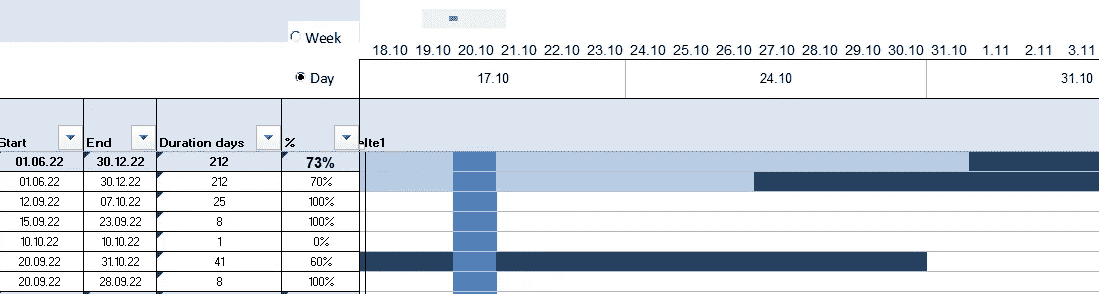 Week
18.10 19.10 20.10 21.10 22.10 23.10 24.10 25.10 26.10 27.10 28.10 29.10 30.10 31.10 1.11 2.11 3.11
Day 17.10 24.10 31.10
Start End Duration days % elte1
01.06.22 30.12.22 212 73%
01.06.22 30.12.22 212 70%
12.09.22 07.10.22 25 100%
15.09.22 23.09.22 8 100%
10.10.22 10.10.22 1 0%
20.09.22 31.10.22 41 60%
20.09.22 28.09.22 8 100%